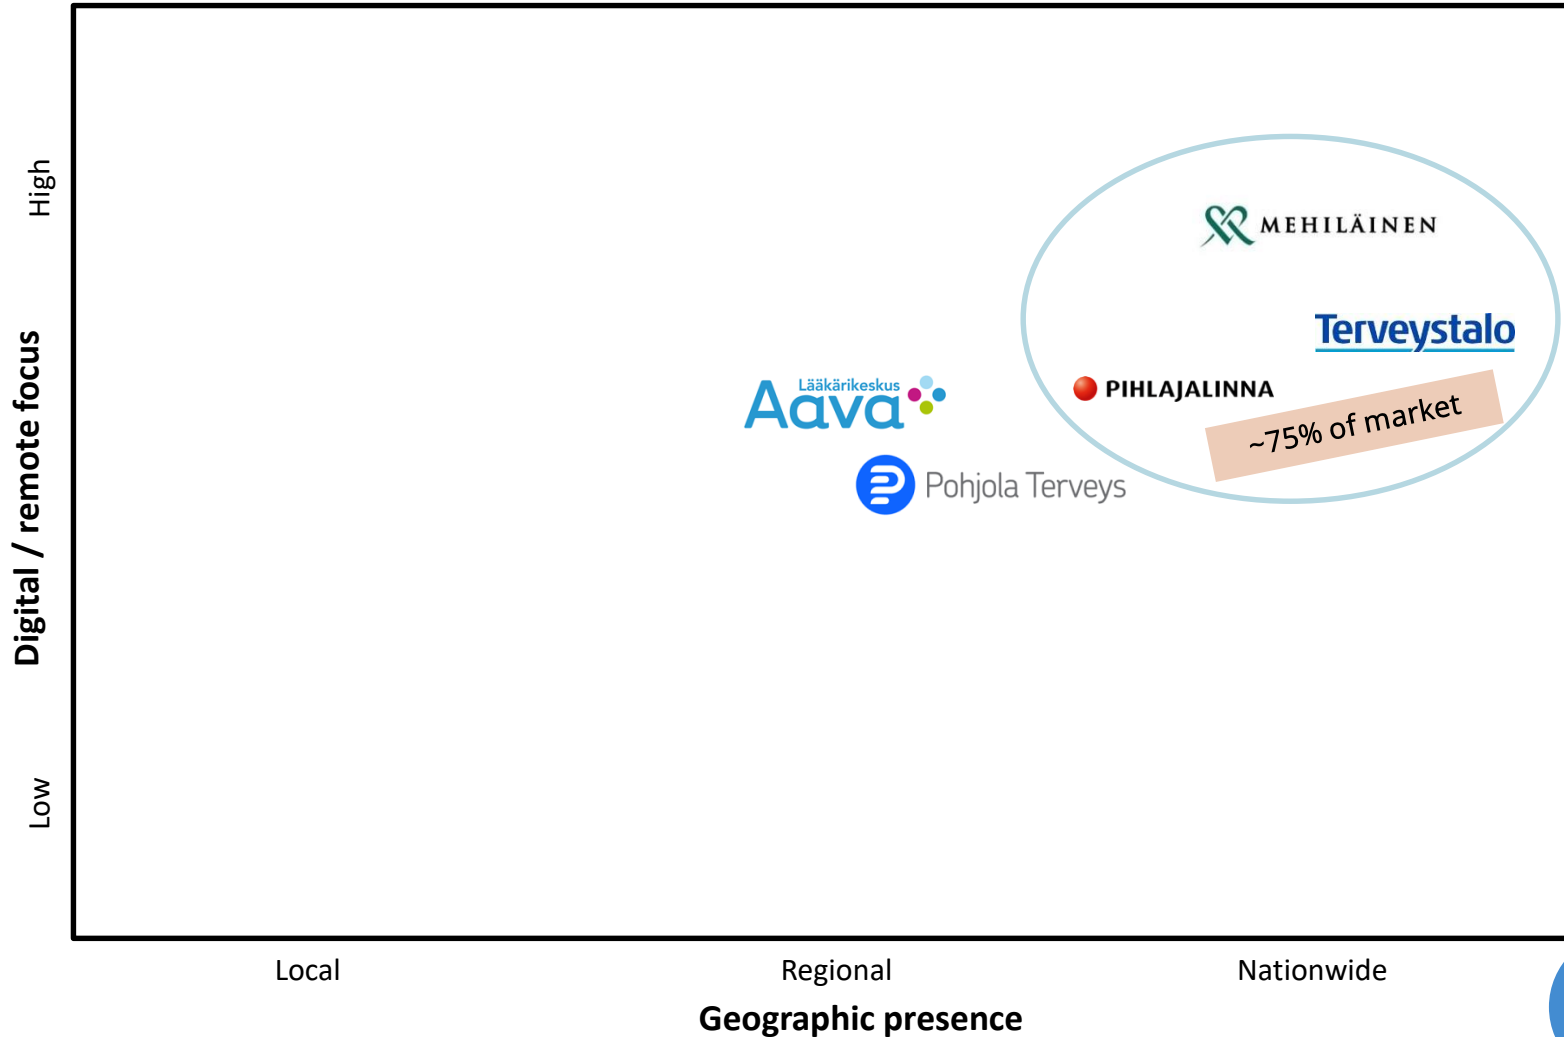 High
MEHILÄINEN
Terveystalo
Digital / remote focus
Lääkärikeskus
Aava
PIHLAJALINNA
~75% of market
Pohjola Terveys
Low
Local
Regional
Nationwide
Geographic presence